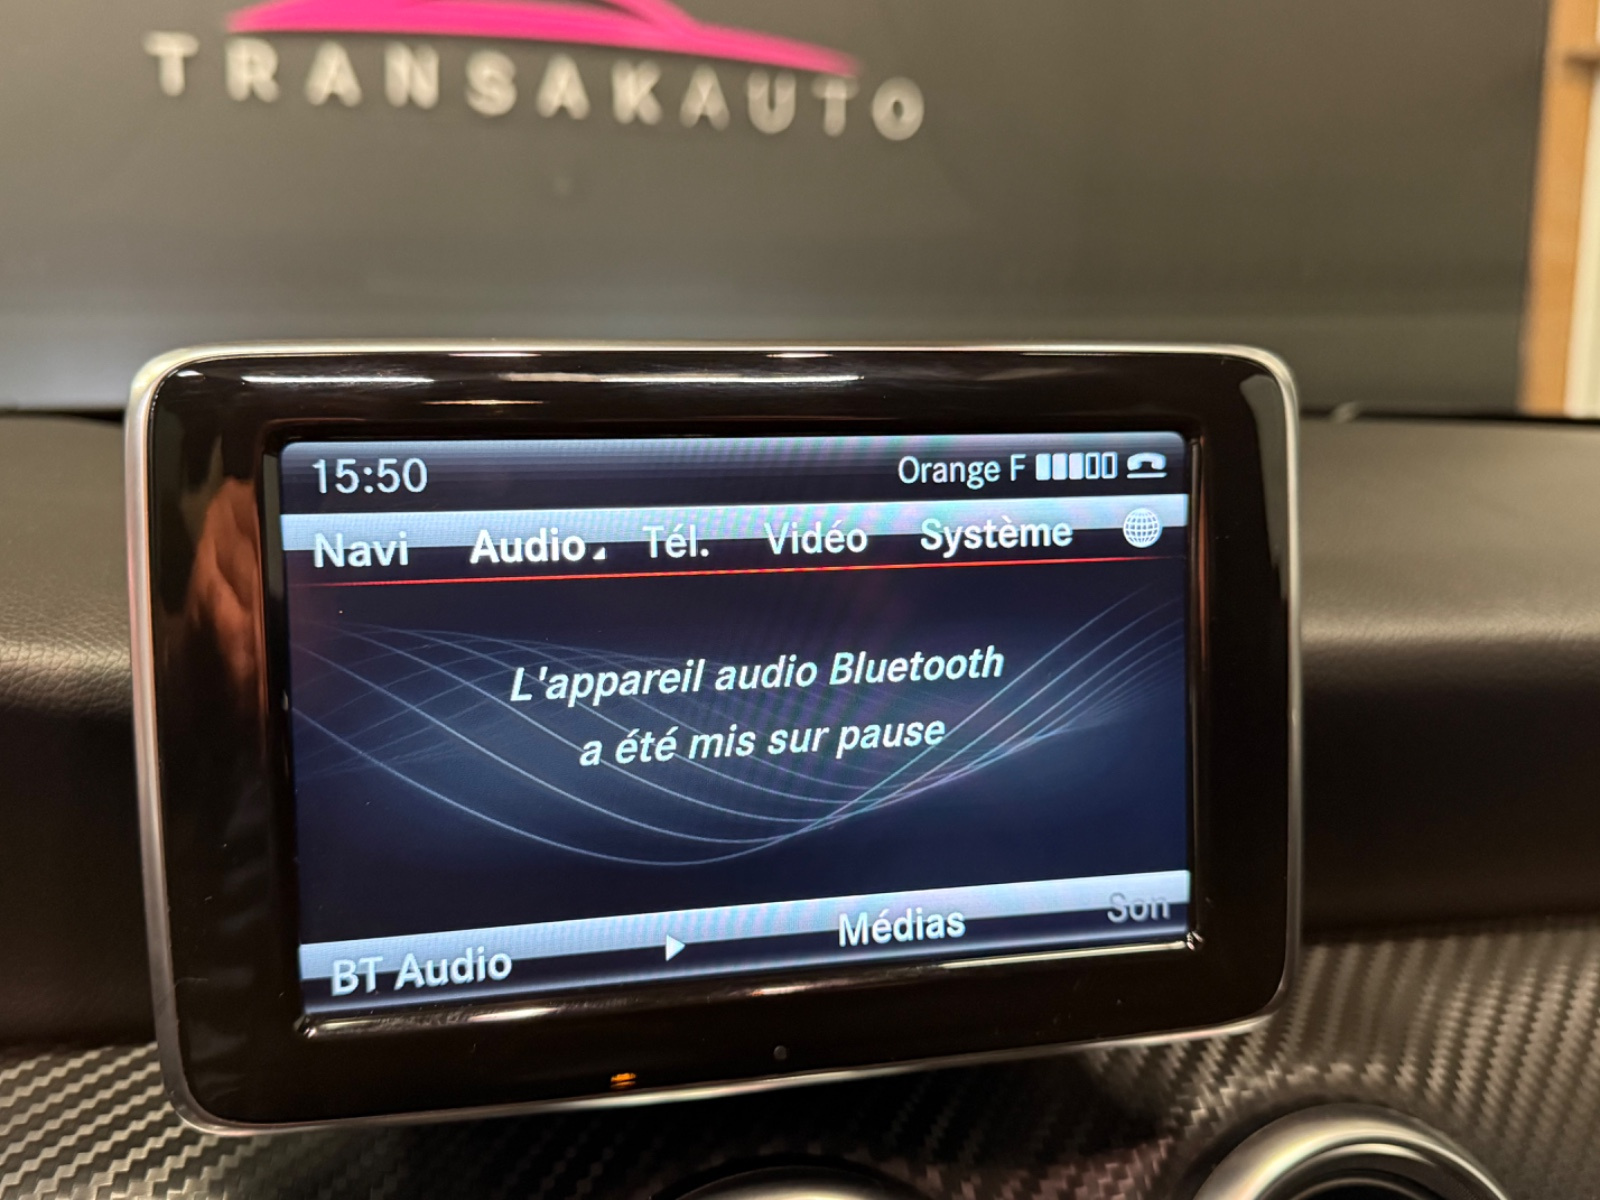 TRANSAKAUTO
15:50 Orange F
Navi Audio Tél. Vidéo Système
L'appareil audio Bluetooth
a été mis sur pause
BT Audio Médias Son